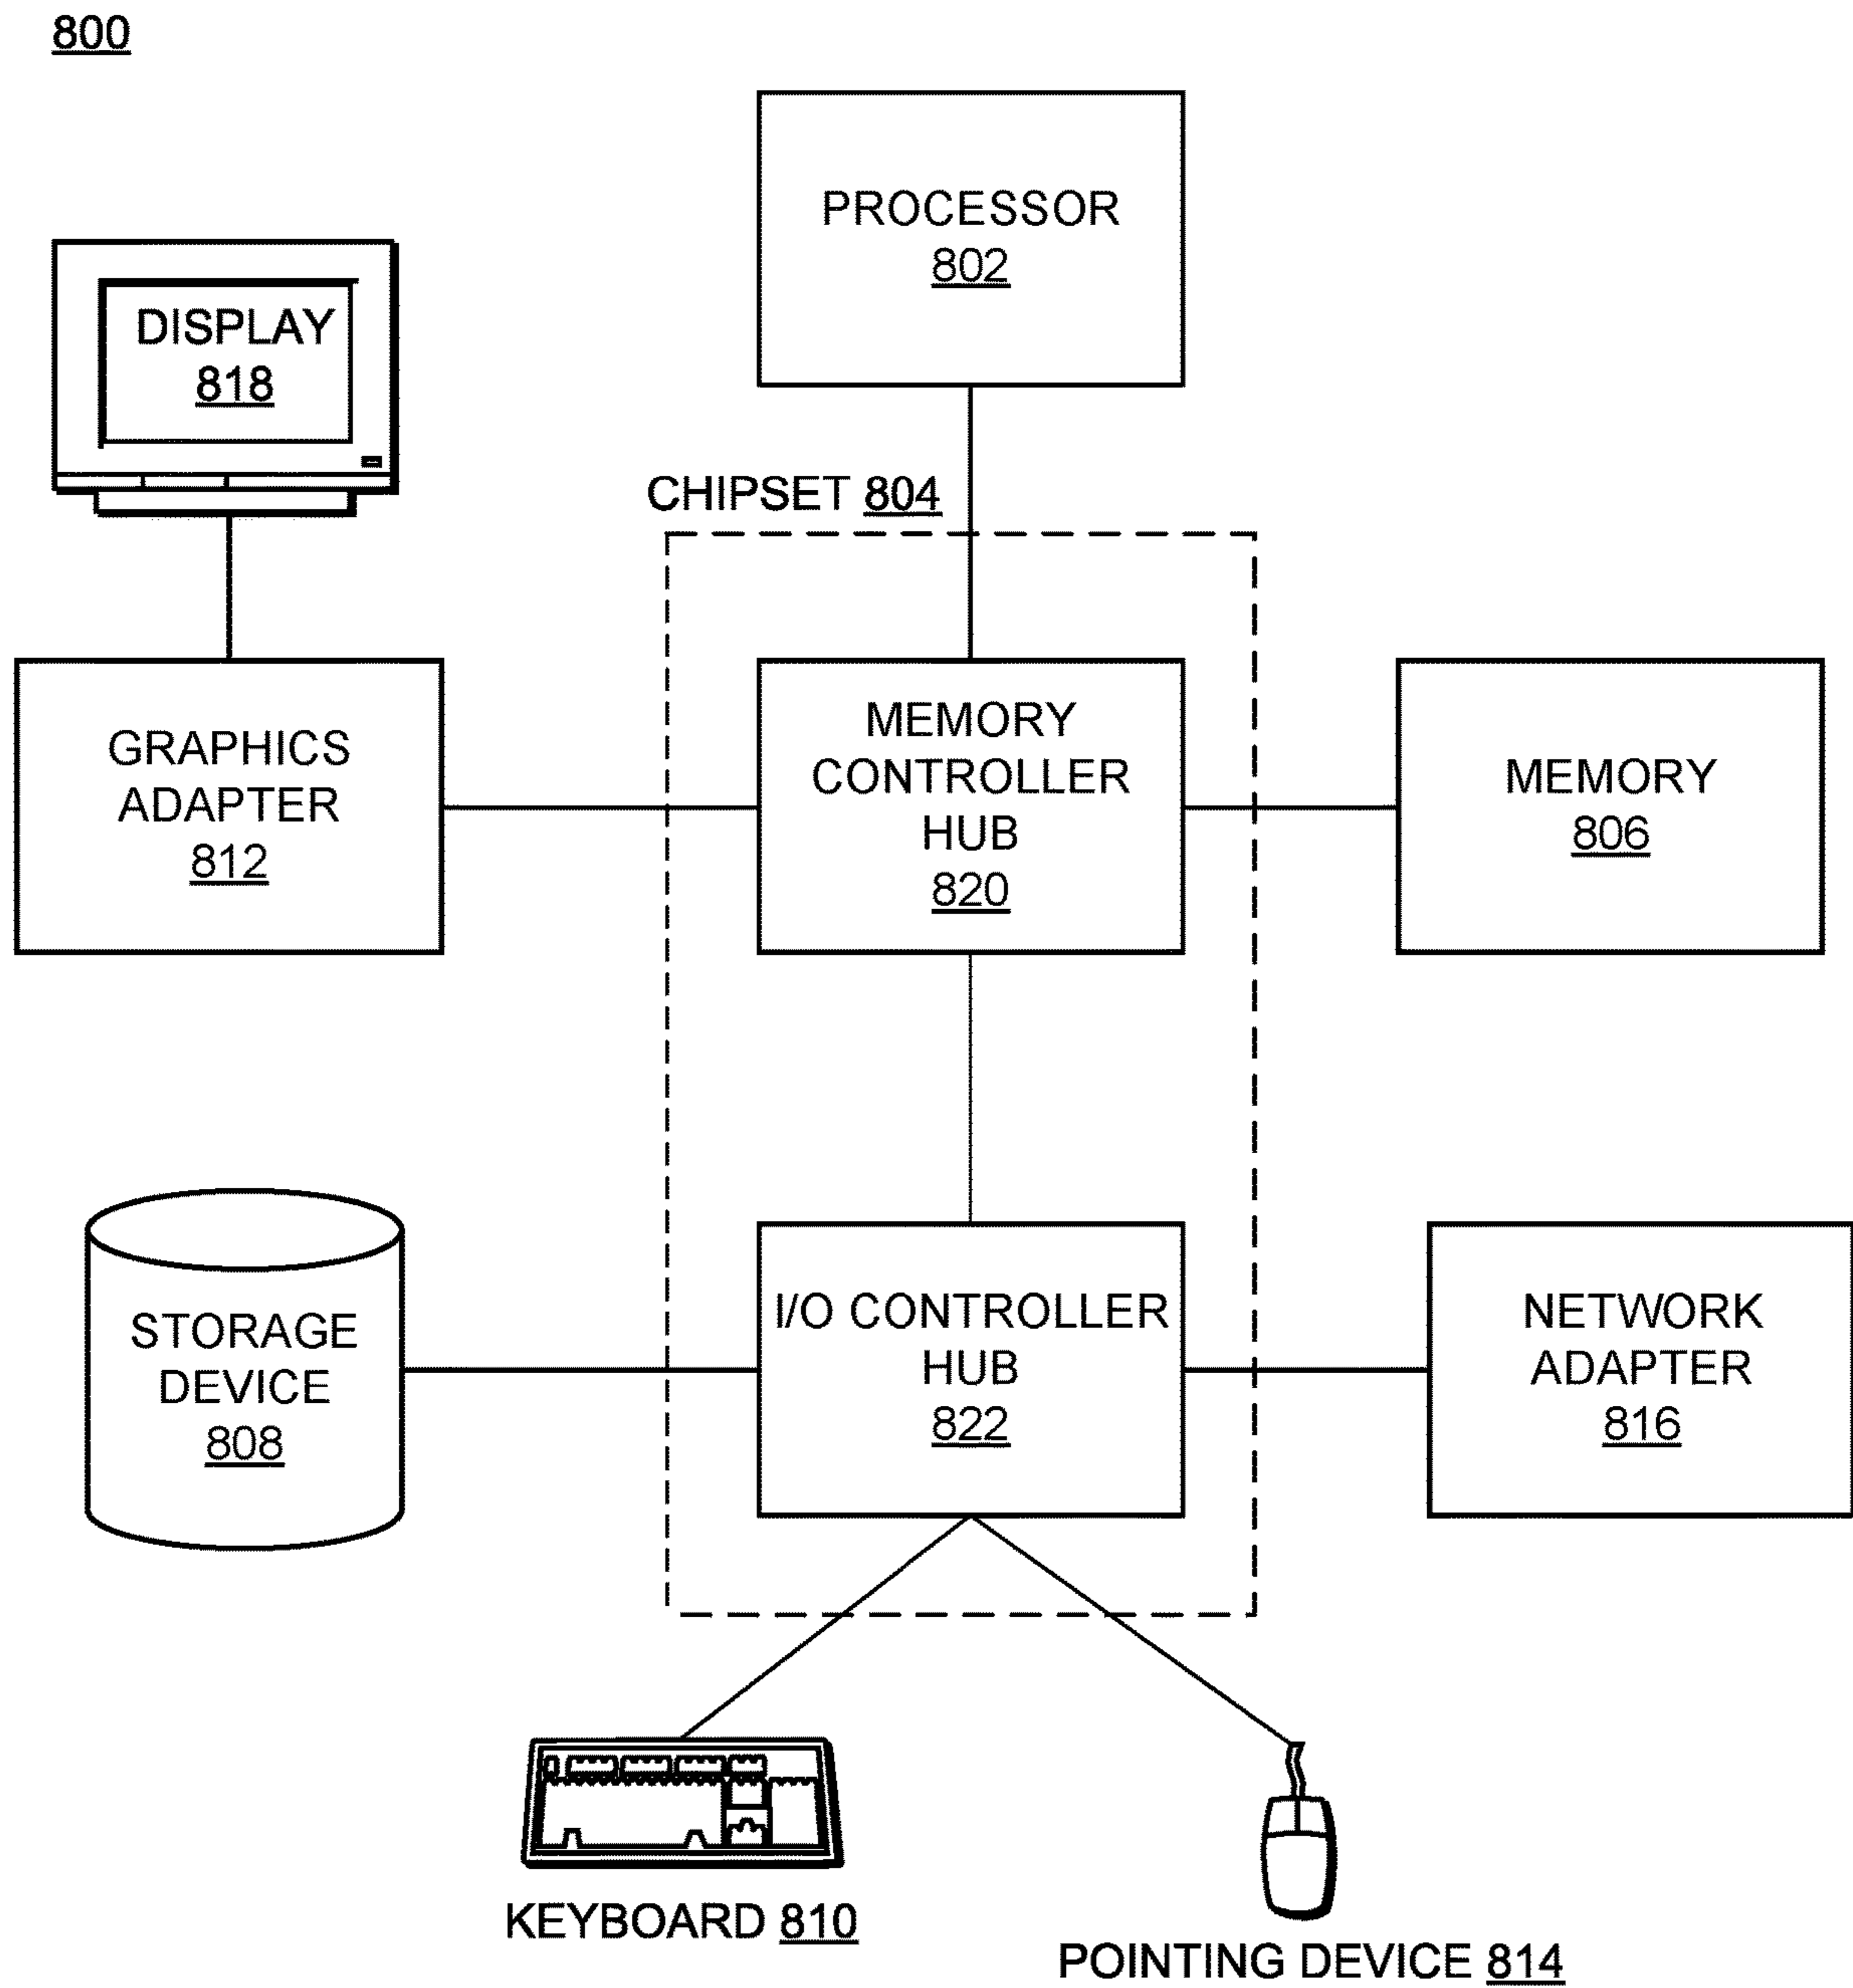 800
PROCESSOR
802
DISPLAY
818
CHIPSET 804
GRAPHICS
ADAPTER
812
MEMORY
CONTROLLER
HUB
820
MEMORY
806
STORAGE
DEVICE
808
I/O CONTROLLER
HUB
822
NETWORK
ADAPTER
816
KEYBOARD 810
POINTING DEVICE 814